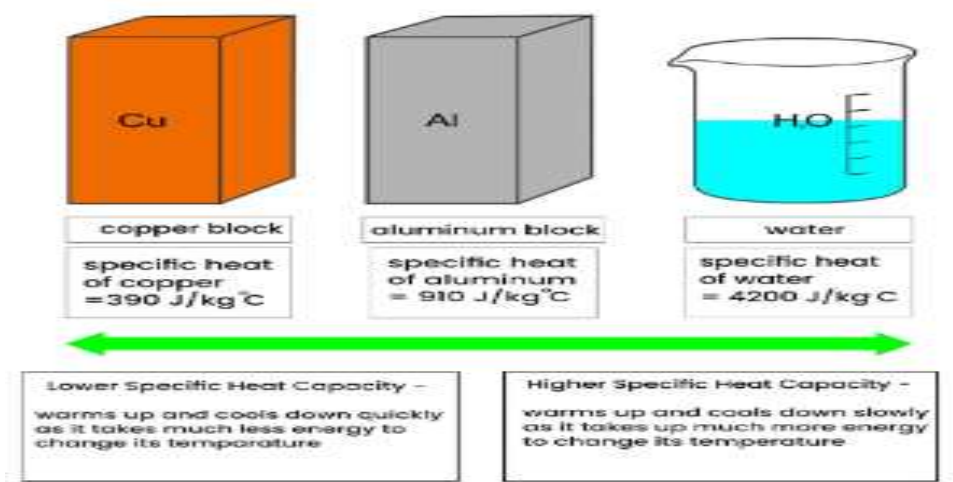 Cu
Al
H₂O
copper block
aluminum block
water
specific heat
of copper
=390 J/kg°C
specific heat
of aluminum
= 910 J/kg°C
specific heat
of water
= 4200 J/kg C
Lower Specific Heat Capacity -
warms up and cools down quickly
as it takes much less energy to
change its temparature
Higher Specific Heat Capacity -
warms up and cools down slowly
as it takes up much more energy
to change its temperature